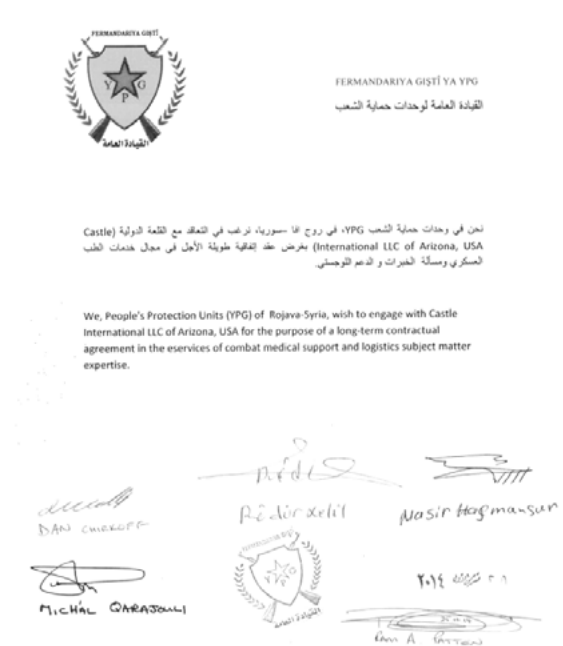 FERMANDARIYA GIŞTÎ
Y P G
القيادة العامة
FERMANDARIYA GIŞTÎ YA YPG
القيادة العامة لوحدات حماية الشعب
نحن في وحدات حماية الشعب YPG، في روج افا -سوريا، نرغب في التعاقد مع القلعة الدولية (Castle
International LLC of Arizona, USA) بغرض عقد إتفاقية طويلة الأجل في مجال خدمات الطب
العسكري ومسألة الخبرات و الدعم اللوجستي.
We, People's Protection Units (YPG) of Rojava-Syria, wish to engage with Castle
International LLC of Arizona, USA for the purpose of a long-term contractual
agreement in the eservices of combat medical support and logistics subject matter
expertise.
Rêdûr xelîl
Nasir Hagmansur
DAN CHIRKOFF
YPG
القيادة العامة
٢٠١٤
MICHAL QARAJOULI
PAM A. PATTEN